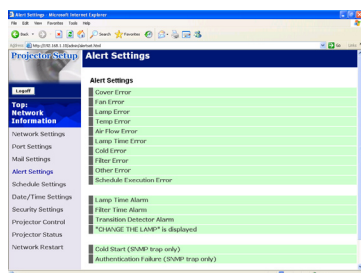 Alert Settings - Microsoft Internet Explorer
File Edit View Favorites Tools Help
Back Search Favorites
Projector Setup
Alert Settings
Logoff
Top:
Network
Information
Network Settings
Port Settings
Mail Settings
Alert Settings
Schedule Settings
Date/Time Settings
Security Settings
Projector Control
Projector Status
Network Restart
Alert Settings
Cover Error
Fan Error
Lamp Error
Temp Error
Air Flow Error
Lamp Time Error
Cold Error
Filter Error
Other Error
Schedule Execution Error
Lamp Time Alarm
Filter Time Alarm
Transition Detector Alarm
"CHANGE THE LAMP" is displayed
Cold Start (SNMP trap only)
Authentication Failure (SNMP trap only)